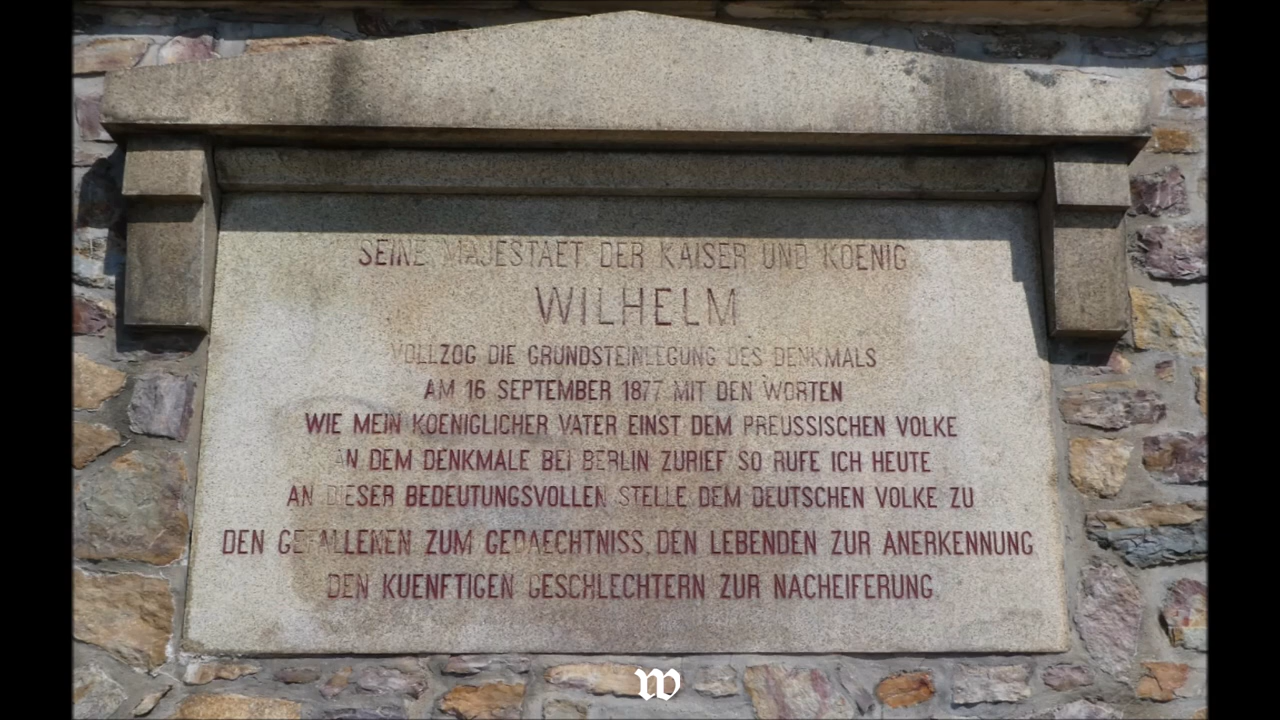 SEINE MAJESTAET DER KAISER UND KOENIG
WILHELM
VOLLZOG DIE GRUNDSTEINLEGUNG DES DENKMALS
AM 16 SEPTEMBER 1877 MIT DEN WORTEN
WIE MEIN KOENIGLICHER VATER EINST DEM PREUSSISCHEN VOLKE
AN DEM DENKMALE BEI BERLIN ZURIEF SO RUFE ICH HEUTE
AN DIESER BEDEUTUNGSVOLLEN STELLE DEM DEUTSCHEN VOLKE ZU
DEN GEFALLENEN ZUM GEDAECHTNISS, DEN LEBENDEN ZUR ANERKENNUNG
DEN KUENFTIGEN GESCHLECHTERN ZUR NACHEIFERUNG
W